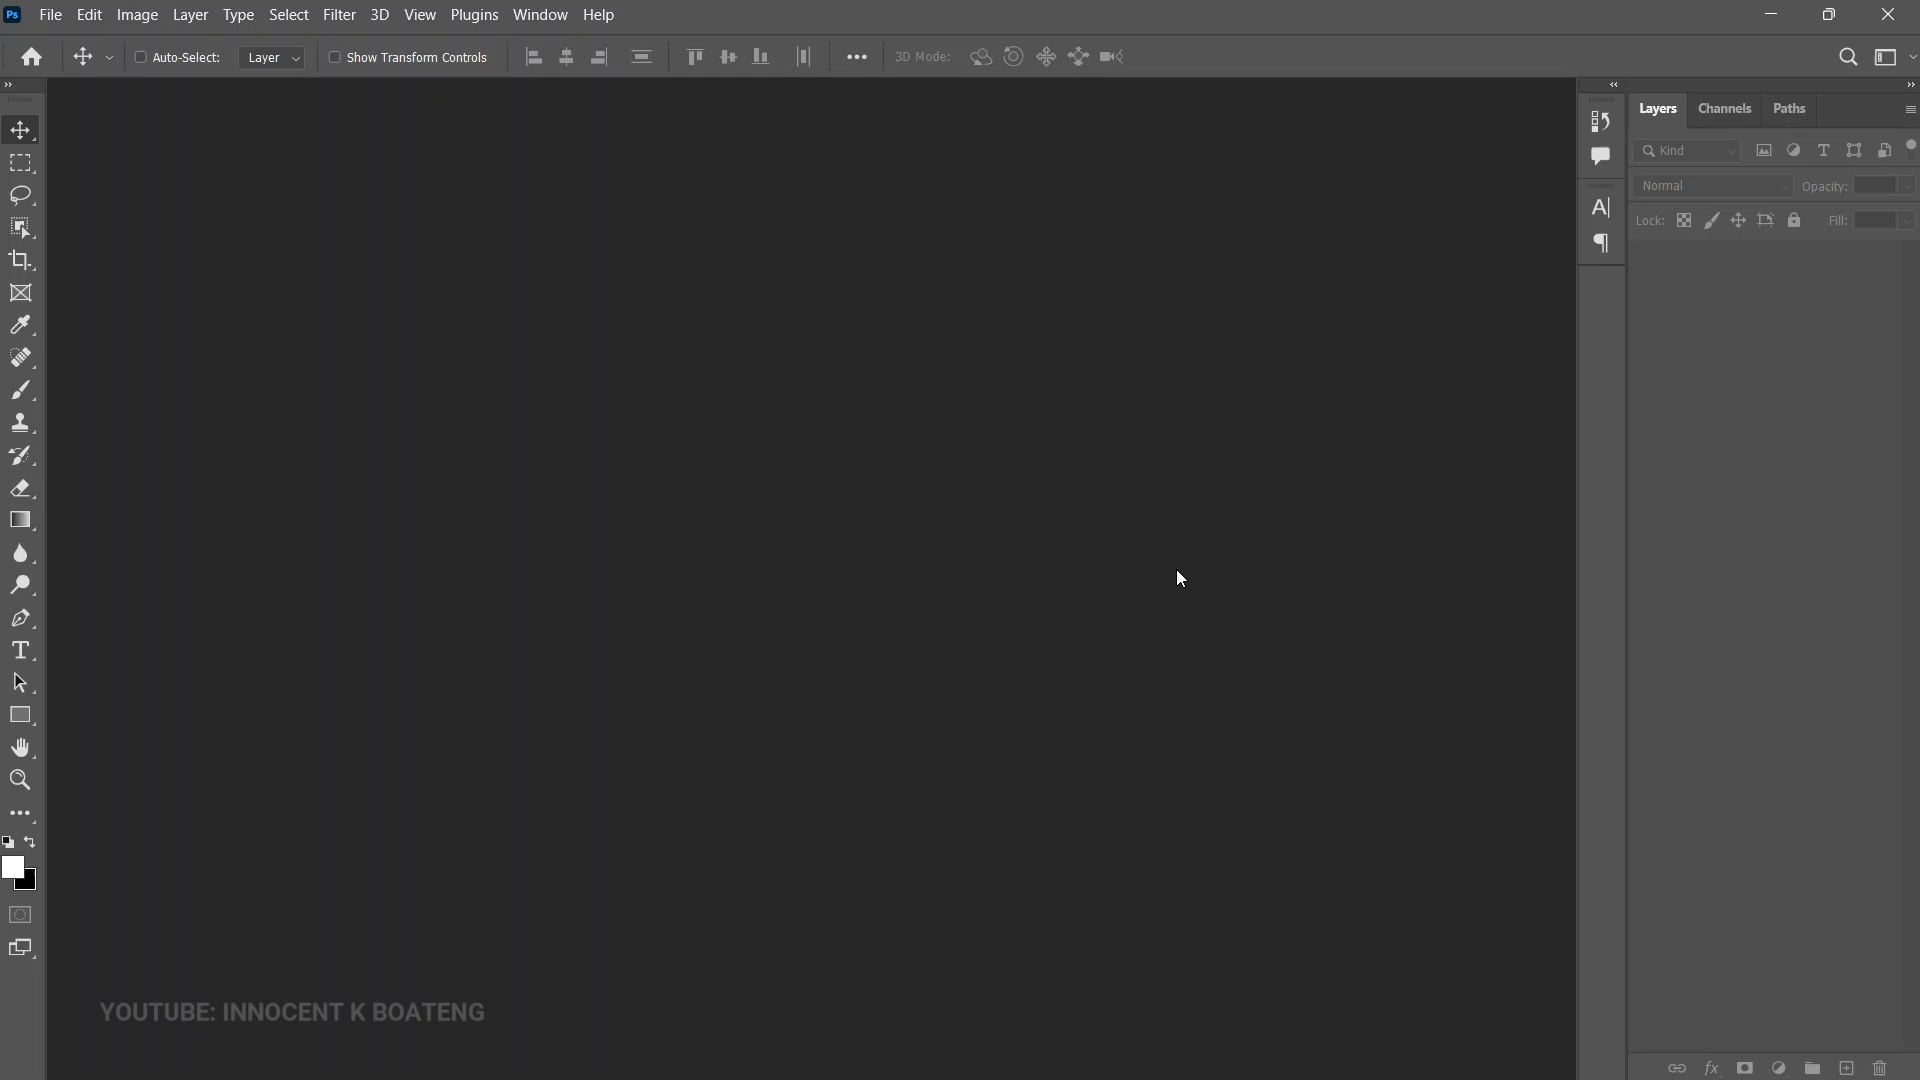 Ps File Edit Image Layer Type Select Filter 3D View Plugins Window Help
Auto-Select: Layer Show Transform Controls 3D Mode:
Layers Channels Paths
Kind
Normal Opacity:
Lock: Fill:
YOUTUBE: INNOCENT K BOATENG